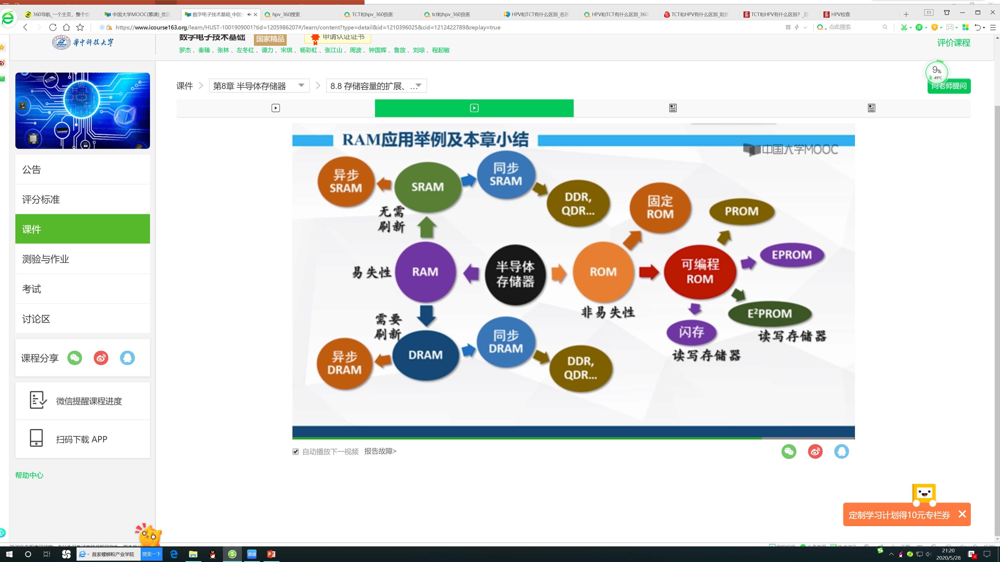 360导航_一个主页，整个世
中国大学MOOC(慕课)_优质
数字电子技术基础_中国大
hpv_360搜索
TCT和hpv_360良医
tct和hpv_360良医
HPV和TCT有什么区别_名医
HPV和TCT有什么区别_360
TCT和HPV有什么区别_刘彦
TCT和HPV有什么区别？_百
HPV检查
11
https://www.icourse163.org/learn/HUST-1001909001?tid=1205986207#/learn/content?type=detail&id=1210396025&cid=1212422789&replay=true
点此搜索
华中科技大学
数字电子技术基础
国家精品
申请认证证书
罗杰、秦臻、张林、左冬红、谭力、宋琪、杨彩虹、张江山、周波、钟国辉、鲁放、刘琼、程起敏
评价课程
9%
49°C
向老师提问
课件
第8章 半导体存储器
8.8 存储容量的扩展、…
公告
评分标准
课件
测验与作业
考试
讨论区
课程分享
微信提醒课程进度
扫码下载 APP
帮助中心
RAM应用举例及本章小结
中国大学MOOC
异步
SRAM
SRAM
同步
SRAM
DDR,
QDR...
无需
刷新
固定
ROM
PROM
EPROM
易失性
RAM
半导体
存储器
ROM
可编程
ROM
非易失性
E²PROM
读写存储器
闪存
读写存储器
需要
刷新
异步
DRAM
DRAM
同步
DRAM
DDR,
QDR...
自动播放下一视频
报告故障>
定制学习计划得10元专栏券
首家螺蛳粉产业学院
搜索一下
资讯
21:20
2020/5/28
4